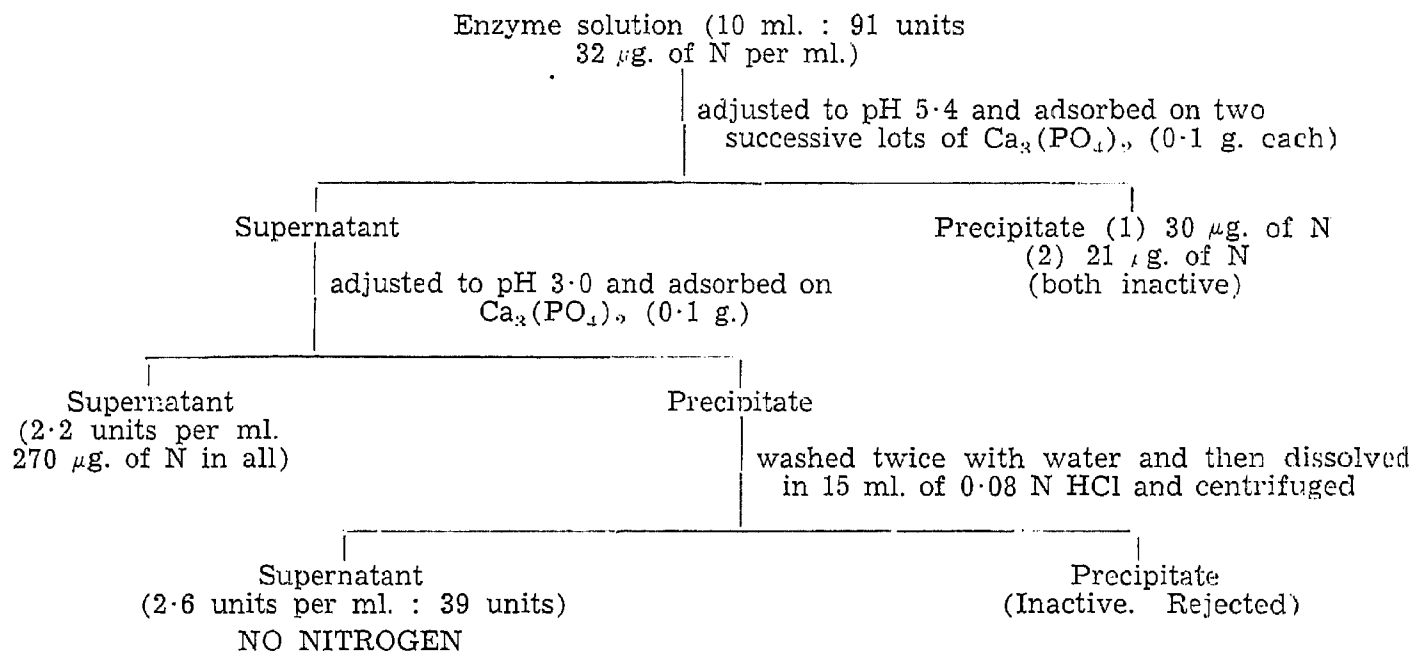 Enzyme solution (10 ml. : 91 units
32 μg. of N per ml.)
adjusted to pH 5·4 and adsorbed on two
successive lots of Ca₃(PO₄)₂ (0·1 g. each)
Supernatant
Precipitate (1) 30 μg. of N
(2) 21 μg. of N
(both inactive)
adjusted to pH 3·0 and adsorbed on
Ca₃(PO₄)₂ (0·1 g.)
Supernatant
(2·2 units per ml.
270 μg. of N in all)
Precipitate
washed twice with water and then dissolved
in 15 ml. of 0·08 N HCl and centrifuged
Supernatant
(2·6 units per ml. : 39 units)
NO NITROGEN
Precipitate
(Inactive. Rejected)